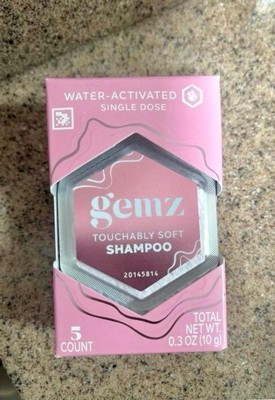 WATER-ACTIVATED
SINGLE DOSE
gemz
TOUCHABLY SOFT
SHAMPOO
20145814
5
COUNT
TOTAL
NET WT.
0.3 OZ (10 g)